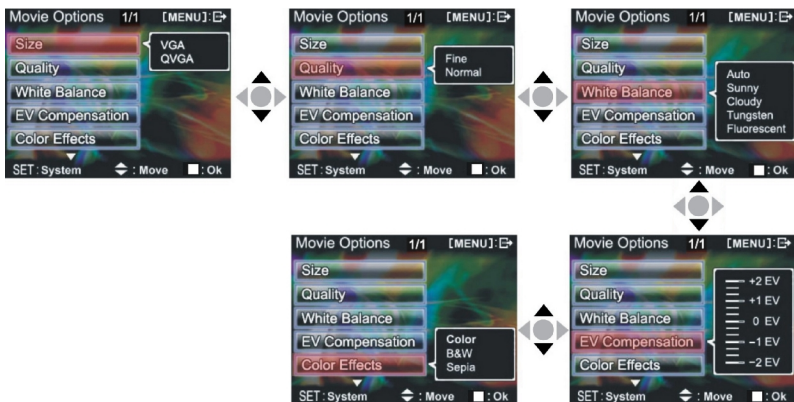 Movie Options 1/1 [MENU]:
Size
VGA
QVGA
Quality
White Balance
EV Compensation
Color Effects
SET : System : Move : Ok
Movie Options 1/1 [MENU]:
Size
Quality
Fine
Normal
White Balance
EV Compensation
Color Effects
SET : System : Move : Ok
Movie Options 1/1 [MENU]:
Size
Quality
White Balance
Auto
Sunny
Cloudy
Tungsten
Fluorescent
EV Compensation
Color Effects
SET : System : Move : Ok
Movie Options 1/1 [MENU]:
Size
Quality
White Balance
EV Compensation
Color Effects
Color
B&W
Sepia
SET : System : Move : Ok
Movie Options 1/1 [MENU]:
Size
Quality
White Balance
EV Compensation
+2 EV
+1 EV
0 EV
−1 EV
−2 EV
Color Effects
SET : System : Move : Ok